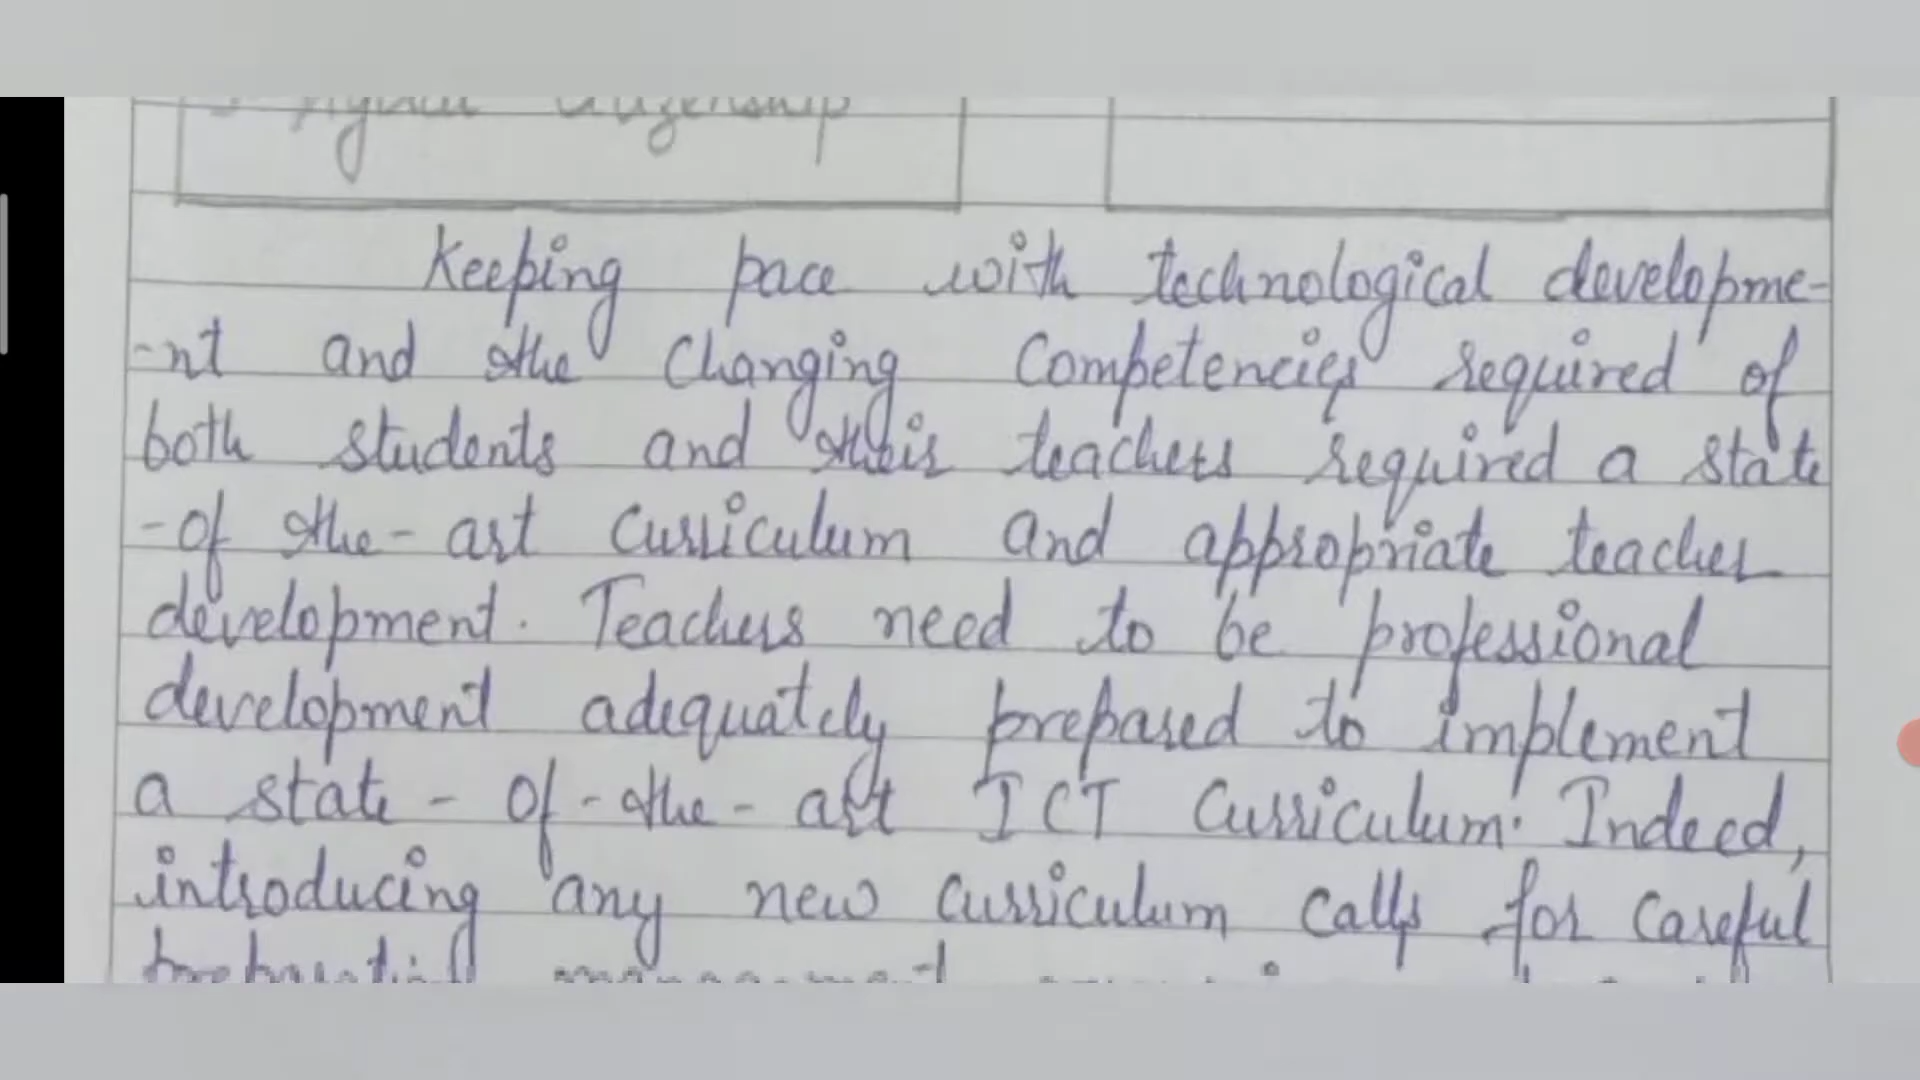 Citizenship
Keeping pace with technological developme-
-nt and the changing Competencies required of
both students and their teachers required a state
-of the-art curriculum and appropriate teacher
development. Teachers need to be professional
development adequately prepared to implement
a state-of-the-art ICT Curriculum. Indeed,
introducing any new curriculum calls for careful
management